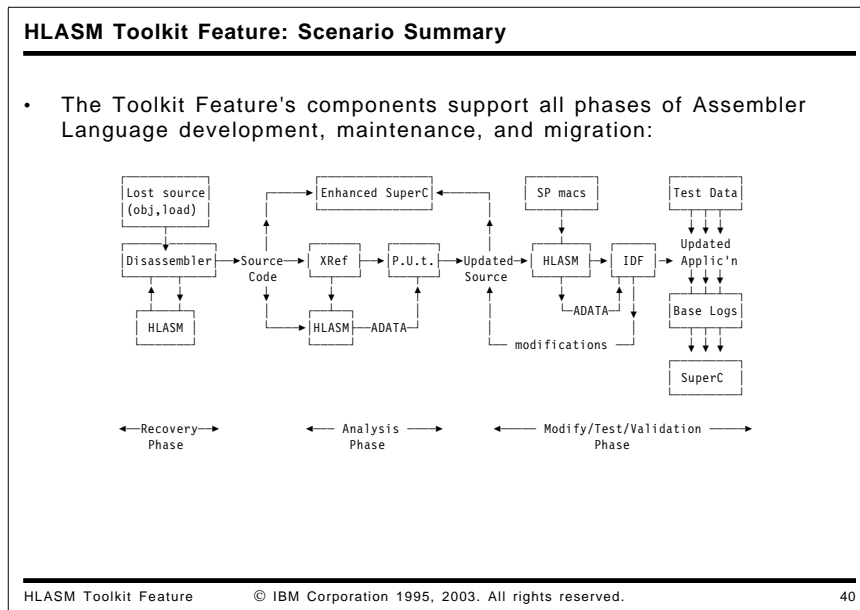 HLASM Toolkit Feature: Scenario Summary
• The Toolkit Feature's components support all phases of Assembler
Language development, maintenance, and migration:
Lost source
(obj,load)
Enhanced SuperC
SP macs
Test Data
Disassembler
Source
Code
XRef
P.U.t.
Updated
Source
HLASM
IDF
Updated
Applic'n
HLASM
HLASM
ADATA
ADATA
Base Logs
modifications
SuperC
Recovery
Phase
Analysis
Phase
Modify/Test/Validation
Phase
HLASM Toolkit Feature © IBM Corporation 1995, 2003. All rights reserved. 40